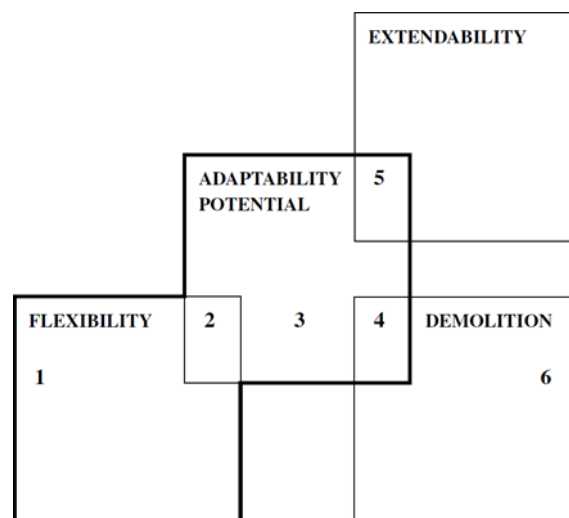 EXTENDABILITY
ADAPTABILITY 5
POTENTIAL
FLEXIBILITY 2 3 4 DEMOLITION
1 6